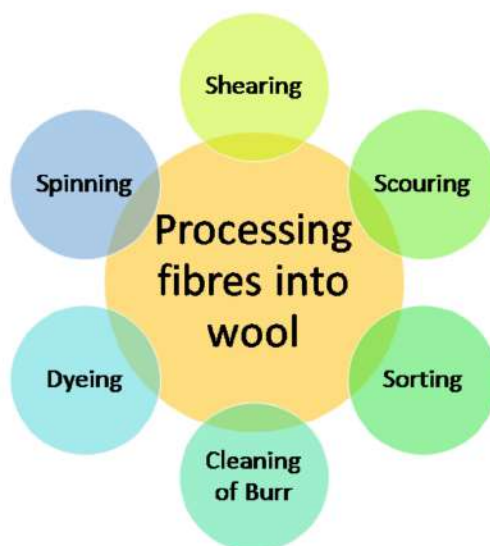 Shearing
Spinning
Scouring
Processing
fibres into
wool
Dyeing
Sorting
Cleaning
of Burr